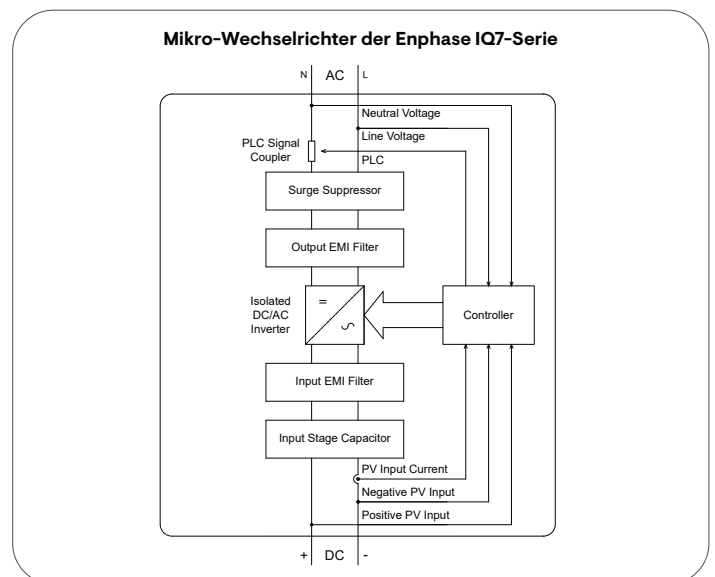 Mikro-Wechselrichter der Enphase IQ7-Serie
N AC L
Neutral Voltage
Line Voltage
PLC Signal
Coupler
PLC
Surge Suppressor
Output EMI Filter
Isolated
DC/AC
Inverter
=
∿
Controller
Input EMI Filter
Input Stage Capacitor
PV Input Current
Negative PV Input
Positive PV Input
+ DC -